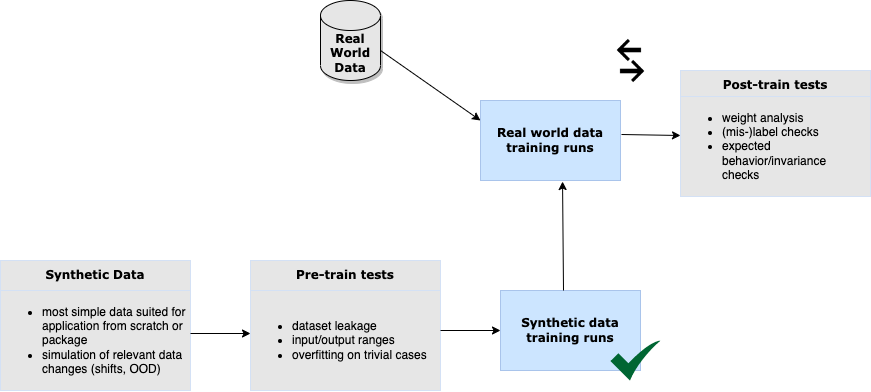 Real
World
Data
Real world data
training runs
Post-train tests
• weight analysis
• (mis-)label checks
• expected
behavior/invariance
checks
Synthetic Data
• most simple data suited for
application from scratch or
package
• simulation of relevant data
changes (shifts, OOD)
Pre-train tests
• dataset leakage
• input/output ranges
• overfitting on trivial cases
Synthetic data
training runs